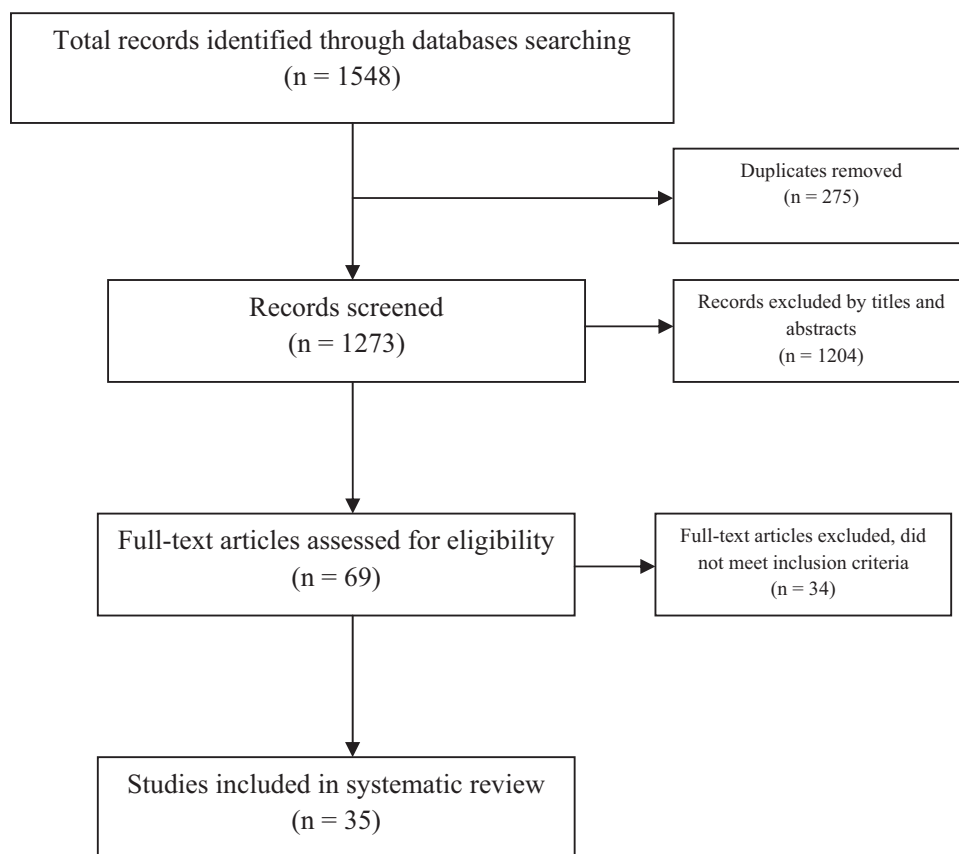 Total records identified through databases searching
(n = 1548)
Duplicates removed
(n = 275)
Records screened
(n = 1273)
Records excluded by titles and
abstracts
(n = 1204)
Full-text articles assessed for eligibility
(n = 69)
Full-text articles excluded, did
not meet inclusion criteria
(n = 34)
Studies included in systematic review
(n = 35)